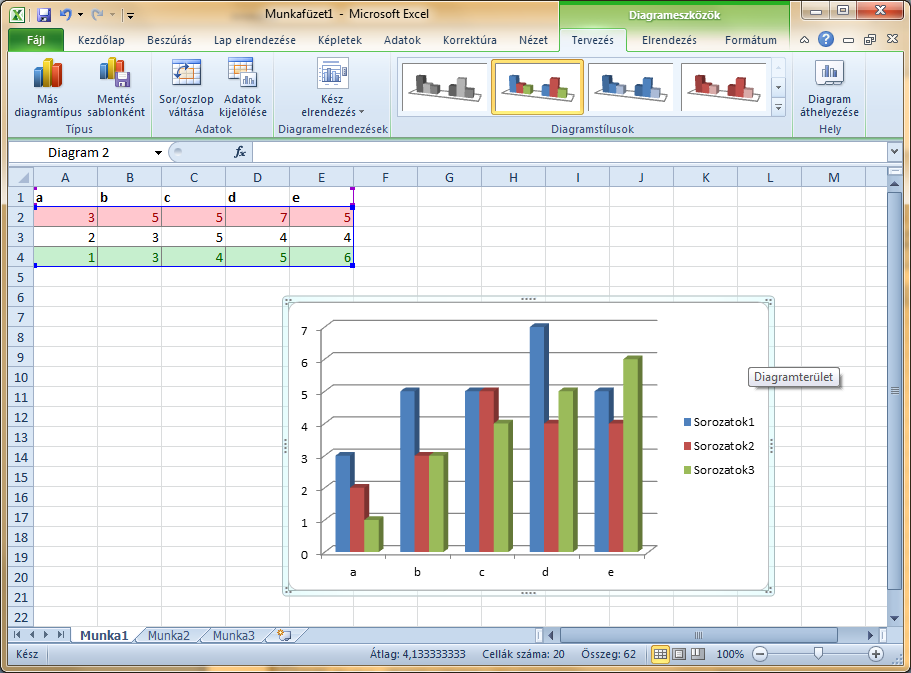 Munkafüzet1 - Microsoft Excel
Diagrameszközök
Fájl Kezdőlap Beszúrás Lap elrendezése Képletek Adatok Korrektúra Nézet Tervezés Elrendezés Formátum
Más diagramtípus
Mentés sablonként
Típus
Sor/oszlop váltása
Adatok kijelölése
Adatok
Kész elrendezés
Diagramelrendezések
Diagramstílusok
Diagram áthelyezése
Hely
Diagram 2 fx
A B C D E F G H I J K L M
1 a b c d e
2 3 5 5 7 5
3 2 3 5 4 4
4 1 3 4 5 6
5
6
7
8
9
10
11
12
13
14
15
16
17
18
19
20
21
22
7
6
5
4
3
2
1
0
a b c d e
Sorozatok1
Sorozatok2
Sorozatok3
Diagramterület
Munka1 Munka2 Munka3
Kész Átlag: 4,133333333 Cellák száma: 20 Összeg: 62 100%